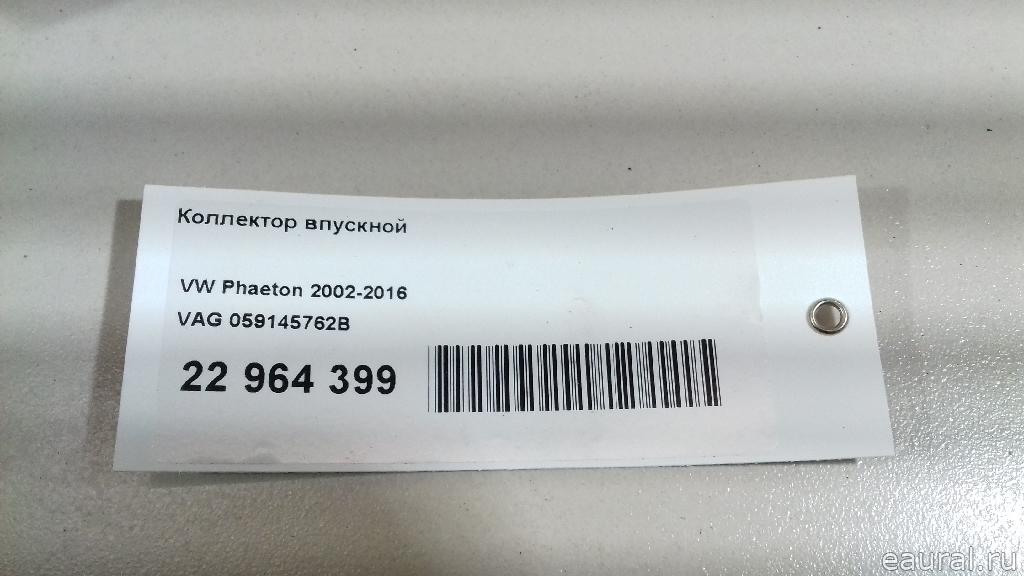 Коллектор впускной
VW Phaeton 2002-2016
VAG 059145762B
22 964 399
eaural.ru